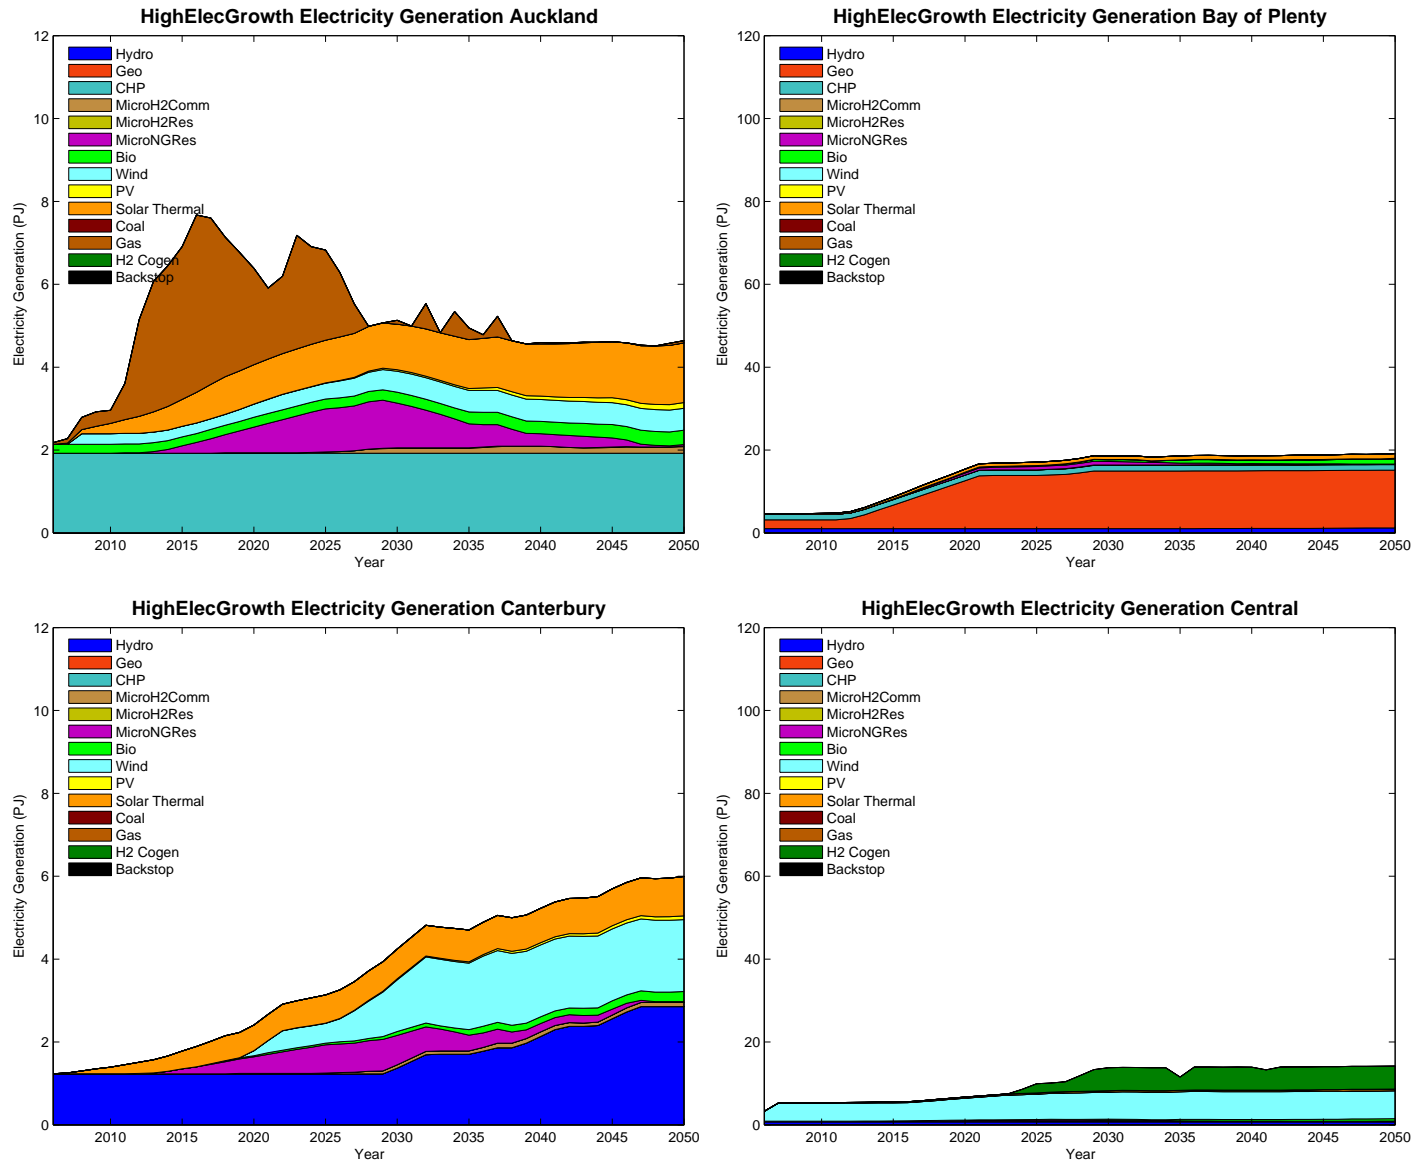 HighElecGrowth Electricity Generation Auckland
12
10
8
6
4
2
0
Electricity Generation (PJ)
Hydro
Geo
CHP
MicroH2Comm
MicroH2Res
MicroNGRes
Bio
Wind
PV
Solar Thermal
Coal
Gas
H2 Cogen
Backstop
2010 2015 2020 2025 2030 2035 2040 2045 2050
Year
HighElecGrowth Electricity Generation Bay of Plenty
120
100
80
60
40
20
0
Electricity Generation (PJ)
Hydro
Geo
CHP
MicroH2Comm
MicroH2Res
MicroNGRes
Bio
Wind
PV
Solar Thermal
Coal
Gas
H2 Cogen
Backstop
2010 2015 2020 2025 2030 2035 2040 2045 2050
Year
HighElecGrowth Electricity Generation Canterbury
12
10
8
6
4
2
0
Electricity Generation (PJ)
Hydro
Geo
CHP
MicroH2Comm
MicroH2Res
MicroNGRes
Bio
Wind
PV
Solar Thermal
Coal
Gas
H2 Cogen
Backstop
2010 2015 2020 2025 2030 2035 2040 2045 2050
Year
HighElecGrowth Electricity Generation Central
120
100
80
60
40
20
0
Electricity Generation (PJ)
Hydro
Geo
CHP
MicroH2Comm
MicroH2Res
MicroNGRes
Bio
Wind
PV
Solar Thermal
Coal
Gas
H2 Cogen
Backstop
2010 2015 2020 2025 2030 2035 2040 2045 2050
Year